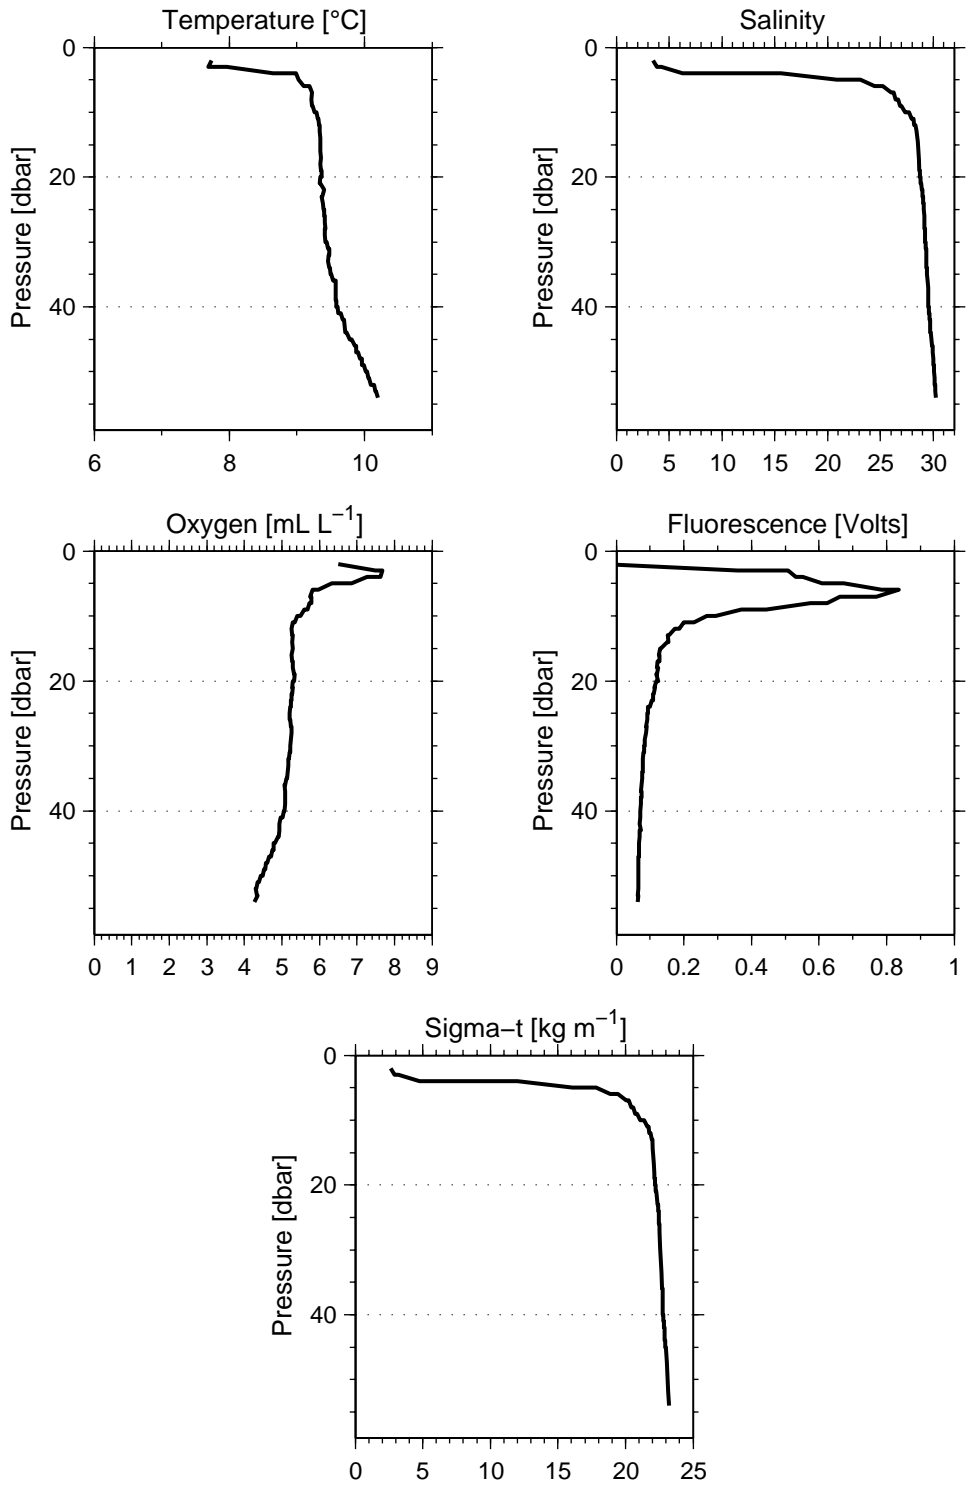 Temperature [°C]
Salinity
0
20
40
Pressure [dbar]
6 8 10
0
20
40
Pressure [dbar]
0 5 10 15 20 25 30
Oxygen [mL L−1]
Fluorescence [Volts]
0
20
40
Pressure [dbar]
0 1 2 3 4 5 6 7 8 9
0
20
40
Pressure [dbar]
0 0.2 0.4 0.6 0.8 1
Sigma−t [kg m−1]
0
20
40
Pressure [dbar]
0 5 10 15 20 25